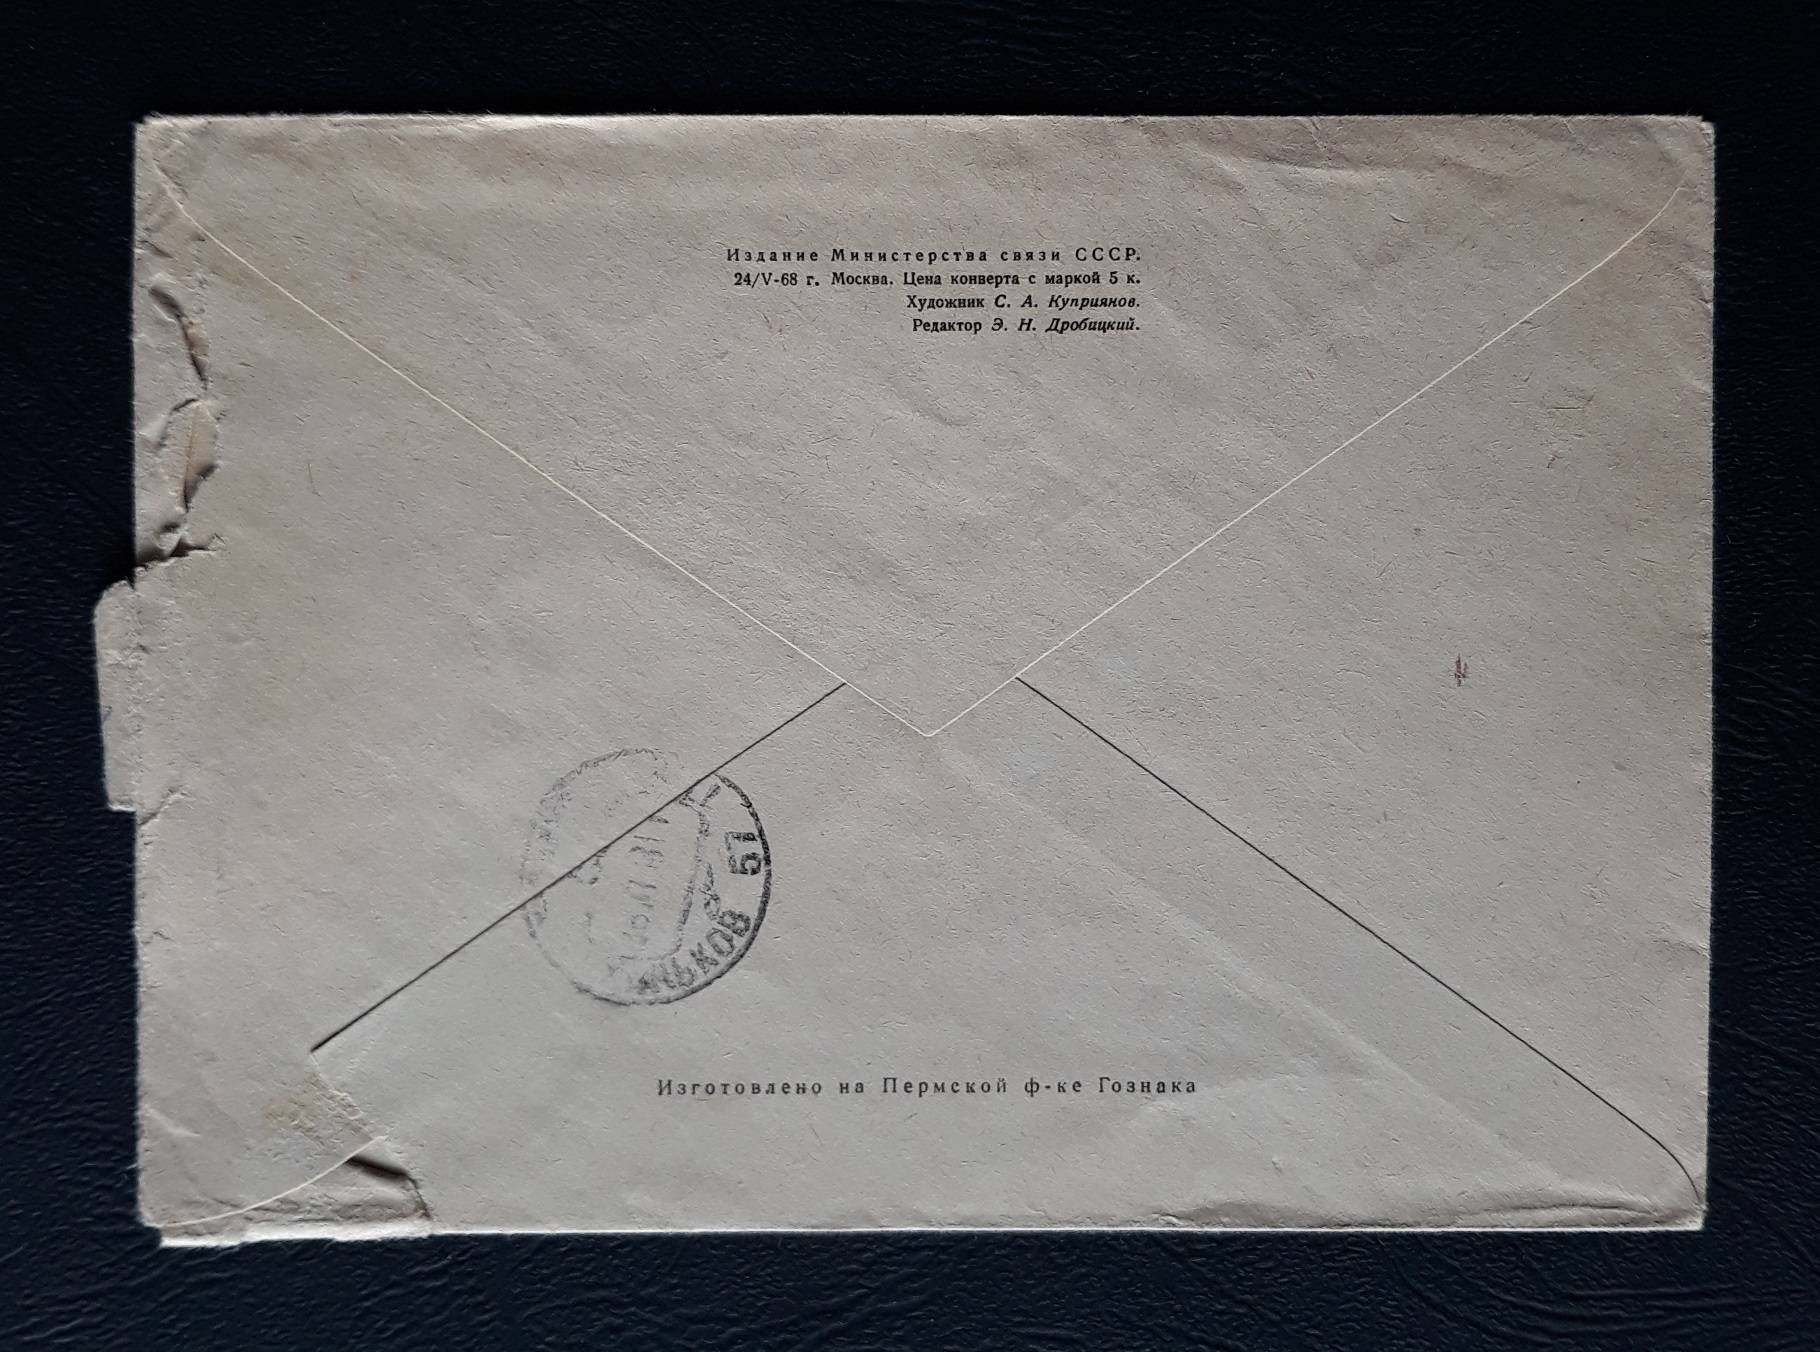 Издание Министерства связи СССР.
24/V-68 г. Москва. Цена конверта с маркой 5 к.
Художник С. А. Куприянов.
Редактор Э. Н. Дробицкий.
51
Изготовлено на Пермской ф-ке Гознака